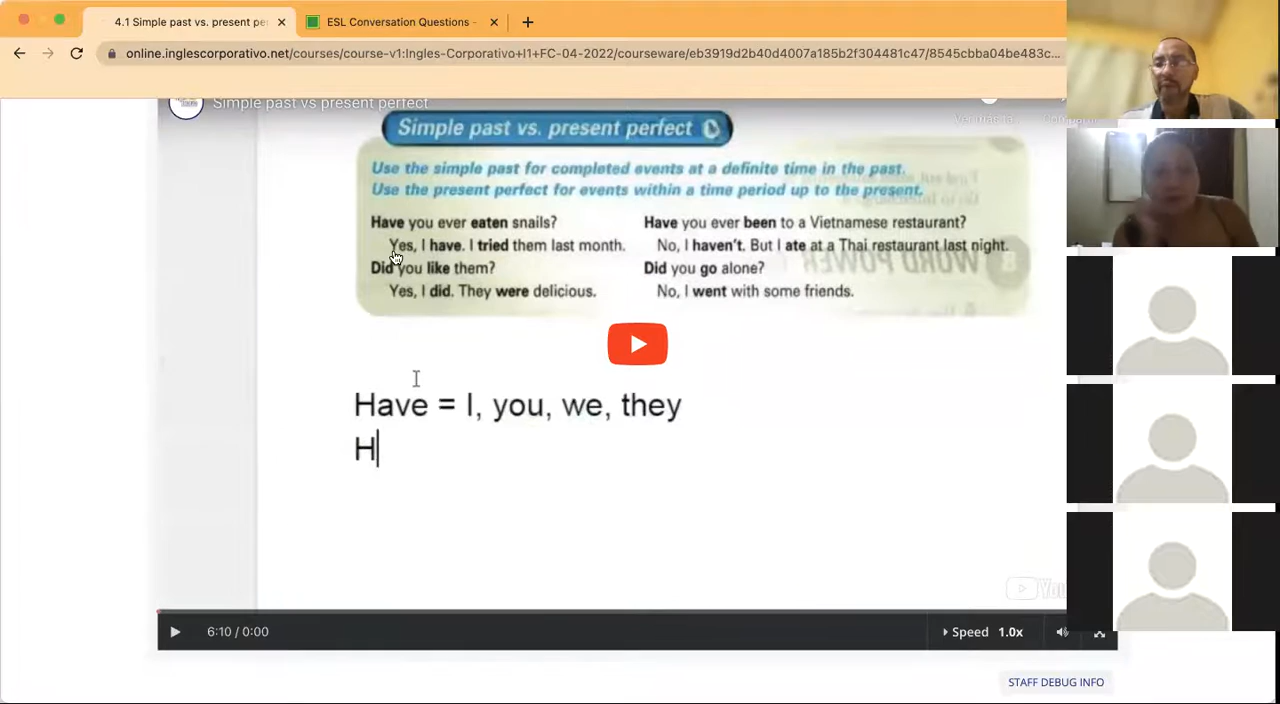 4.1 Simple past vs. present pe
ESL Conversation Questions -
online.inglescorporativo.net/courses/course-v1:Ingles-Corporativo+I1+FC-04-2022/courseware/eb3919d2b40d4007a185b2f304481c47/8545cbba04be483c...
Simple past vs present perfect
Simple past vs. present perfect
Use the simple past for completed events at a definite time in the past.
Use the present perfect for events within a time period up to the present.
Have you ever eaten snails?
Yes, I have. I tried them last month.
Did you like them?
Yes, I did. They were delicious.
Have you ever been to a Vietnamese restaurant?
No, I haven't. But I ate at a Thai restaurant last night.
Did you go alone?
No, I went with some friends.
WORD POWER
Have = I, you, we, they
H
6:10 / 0:00
Speed 1.0x
STAFF DEBUG INFO